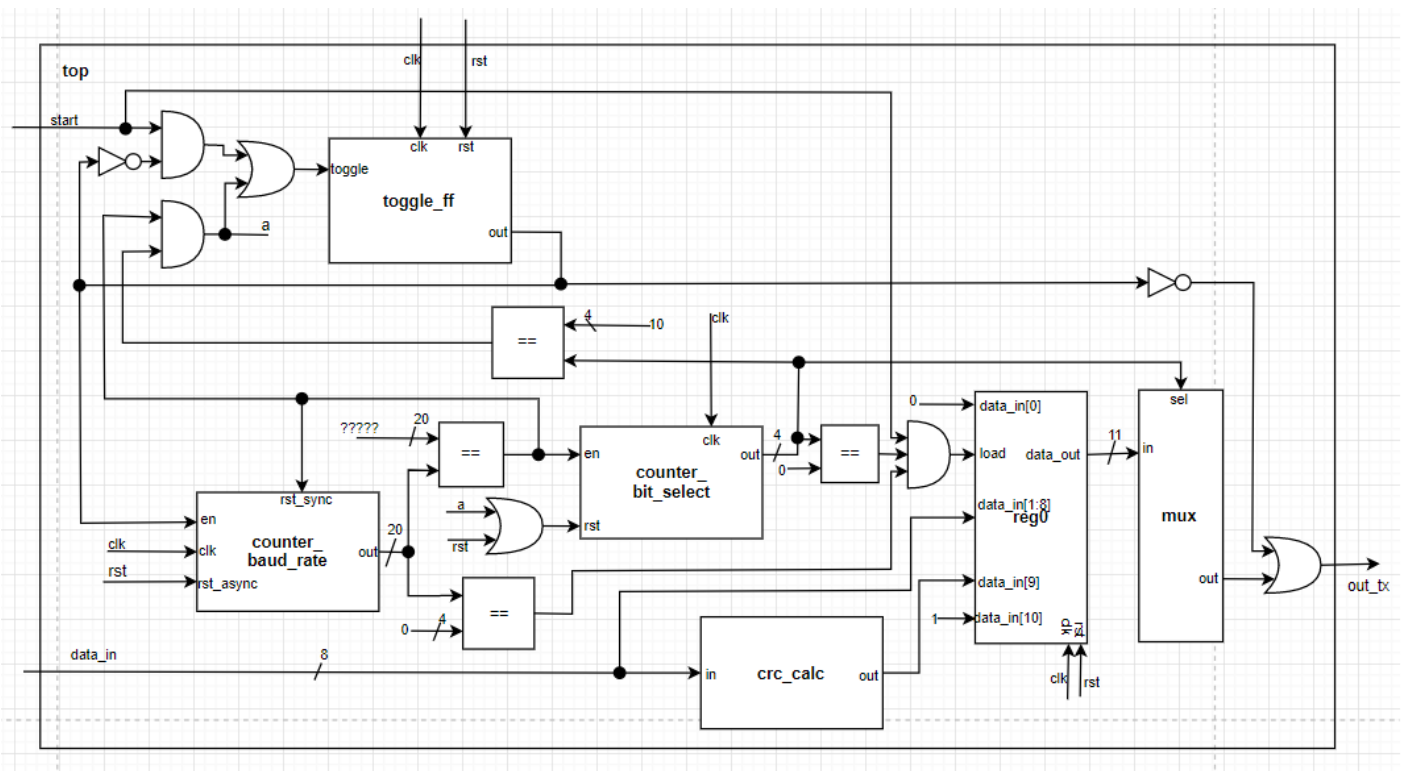 clk
rst
top
start
clk
rst
toggle
toggle_ff
a
out
==
4
10
clk
sel
?????
20
==
0
data_in[0]
clk
4
en
out
==
load
data_out
11
in
counter_
bit_select
0
rst_sync
a
data_in[1:8]
reg0
mux
en
20
rst
clk
clk
counter_
baud_rate
out
rst
rst
rst_async
==
0
4
data_in[9]
out
out_tx
1
data_in[10]
clk
rst
data_in
8
in
crc_calc
out
clk
rst